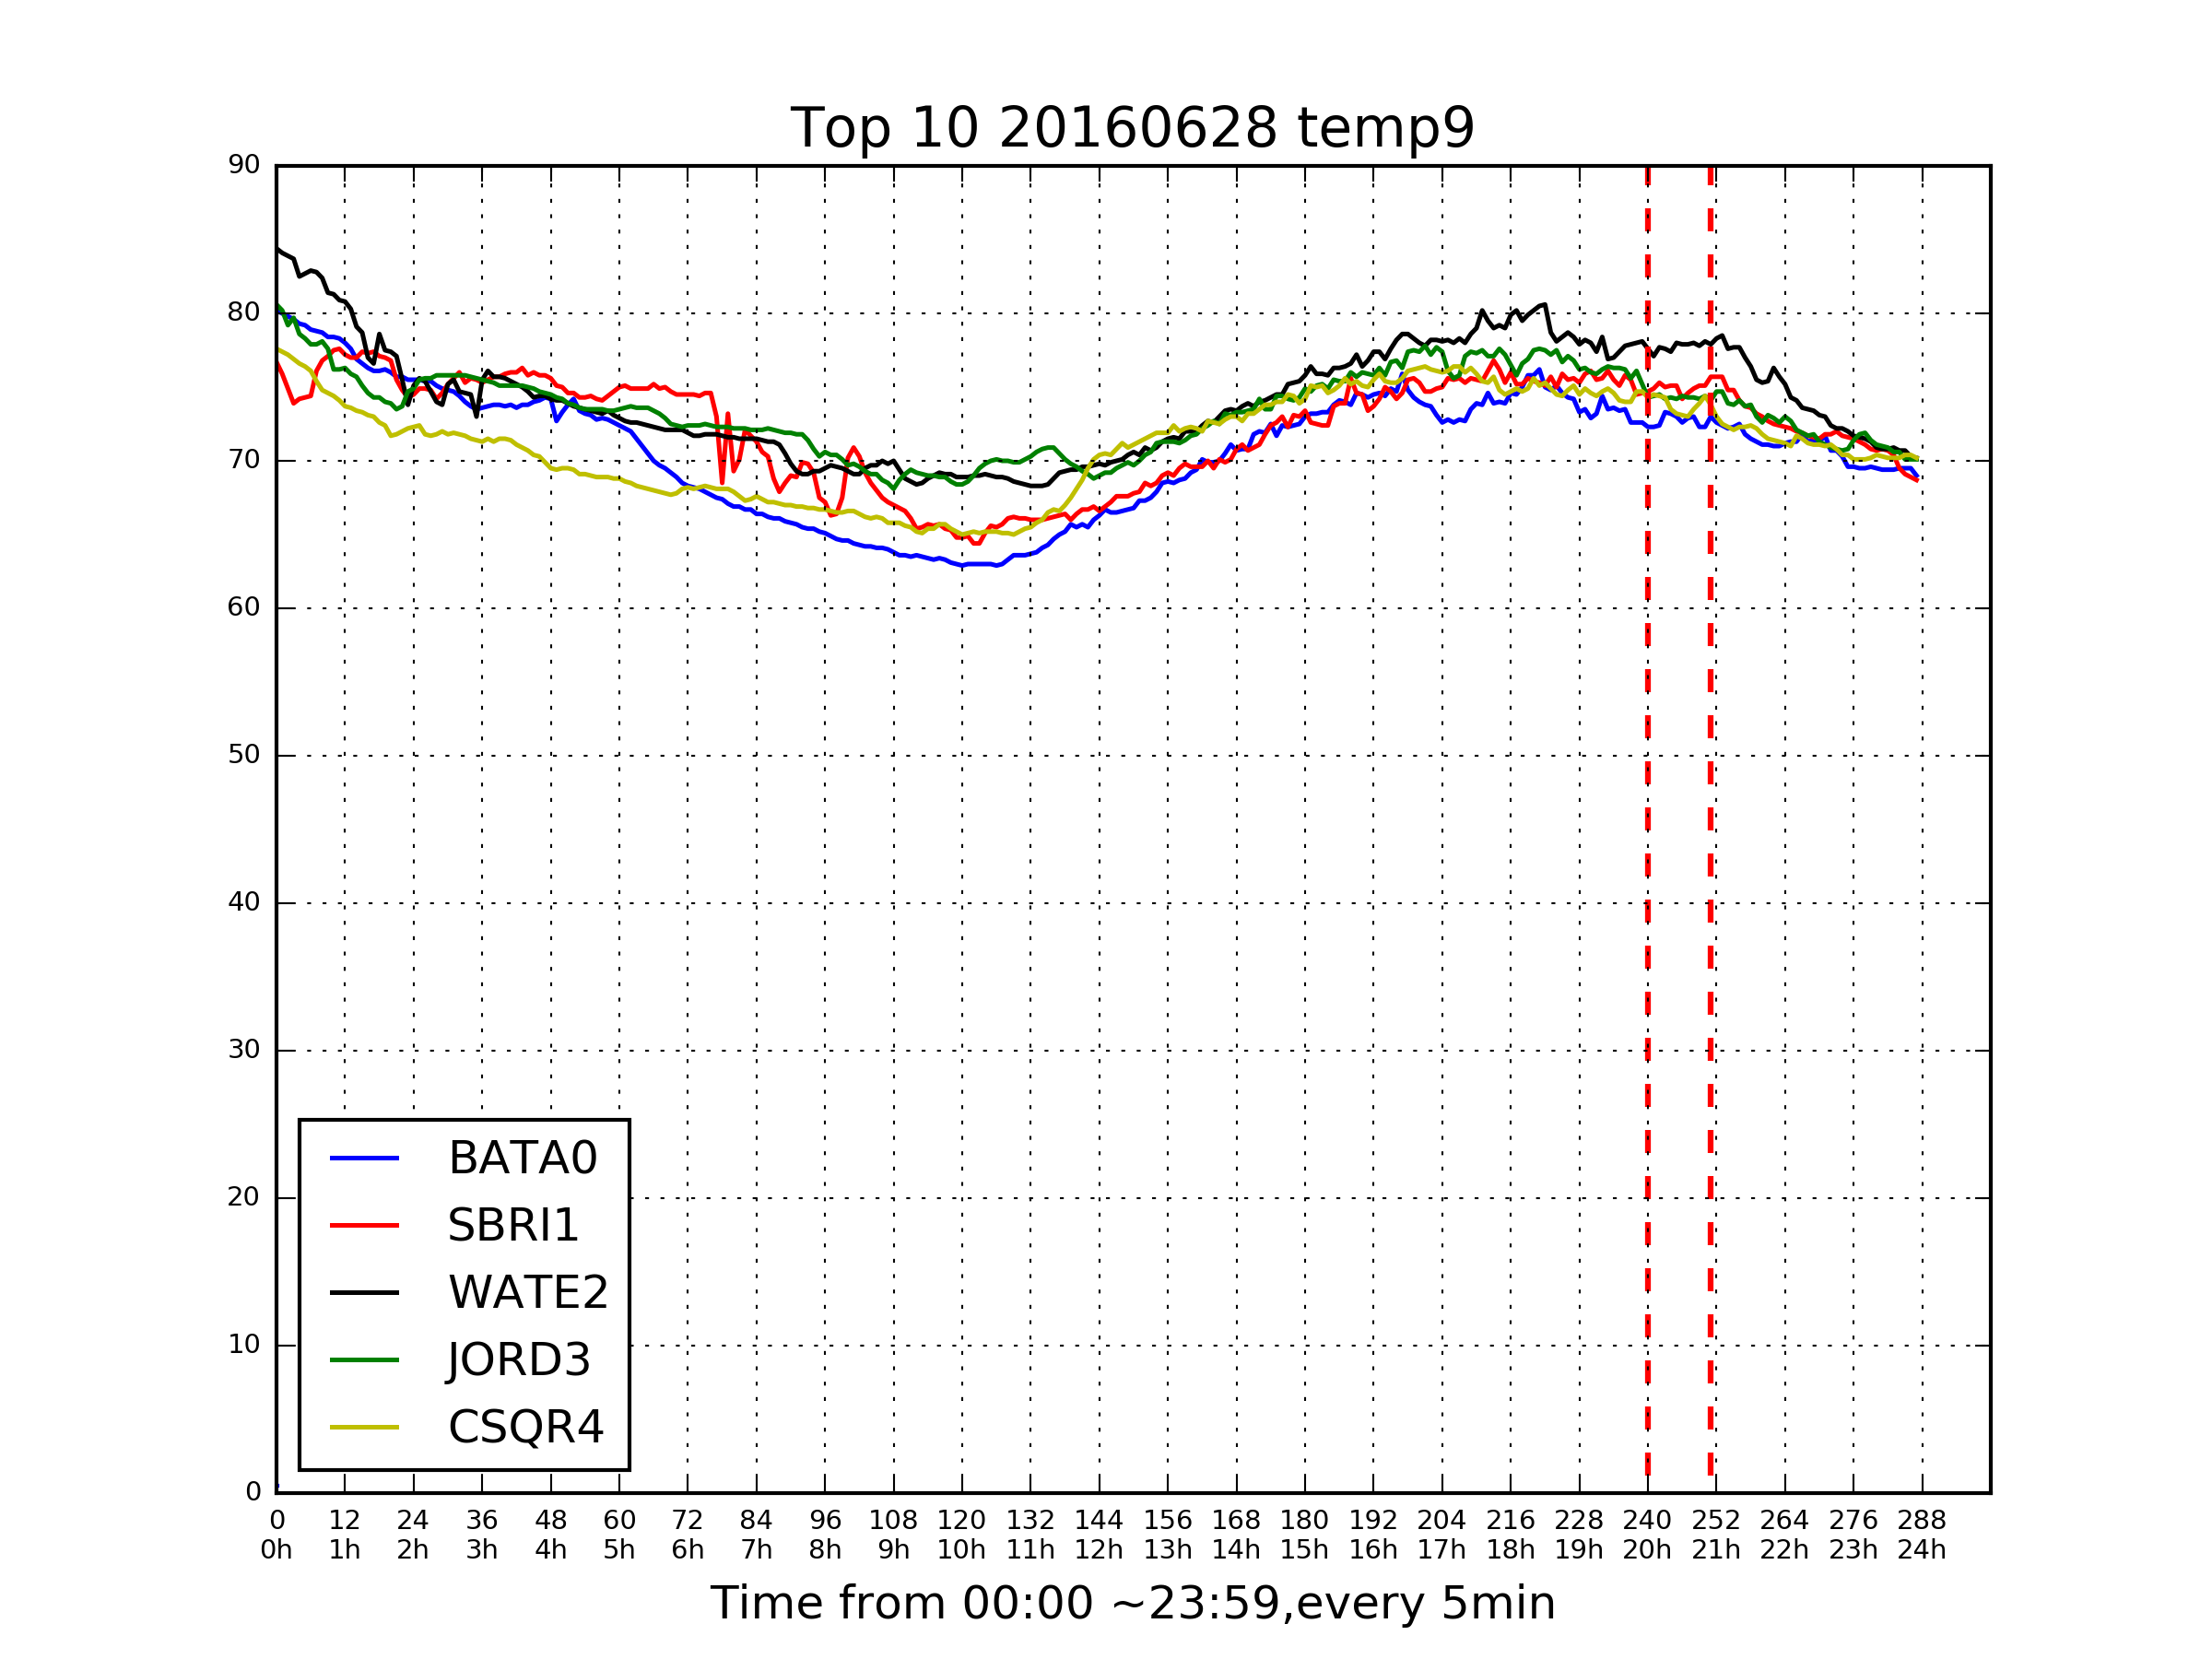 Top 10 20160628 temp9
90
80
70
60
50
40
30
20
10
0
BATA0
SBRI1
WATE2
JORD3
CSQR4
0 12 24 36 48 60 72 84 96 108 120 132 144 156 168 180 192 204 216 228 240 252 264 276 288
0h 1h 2h 3h 4h 5h 6h 7h 8h 9h 10h 11h 12h 13h 14h 15h 16h 17h 18h 19h 20h 21h 22h 23h 24h
Time from 00:00 ~23:59,every 5min